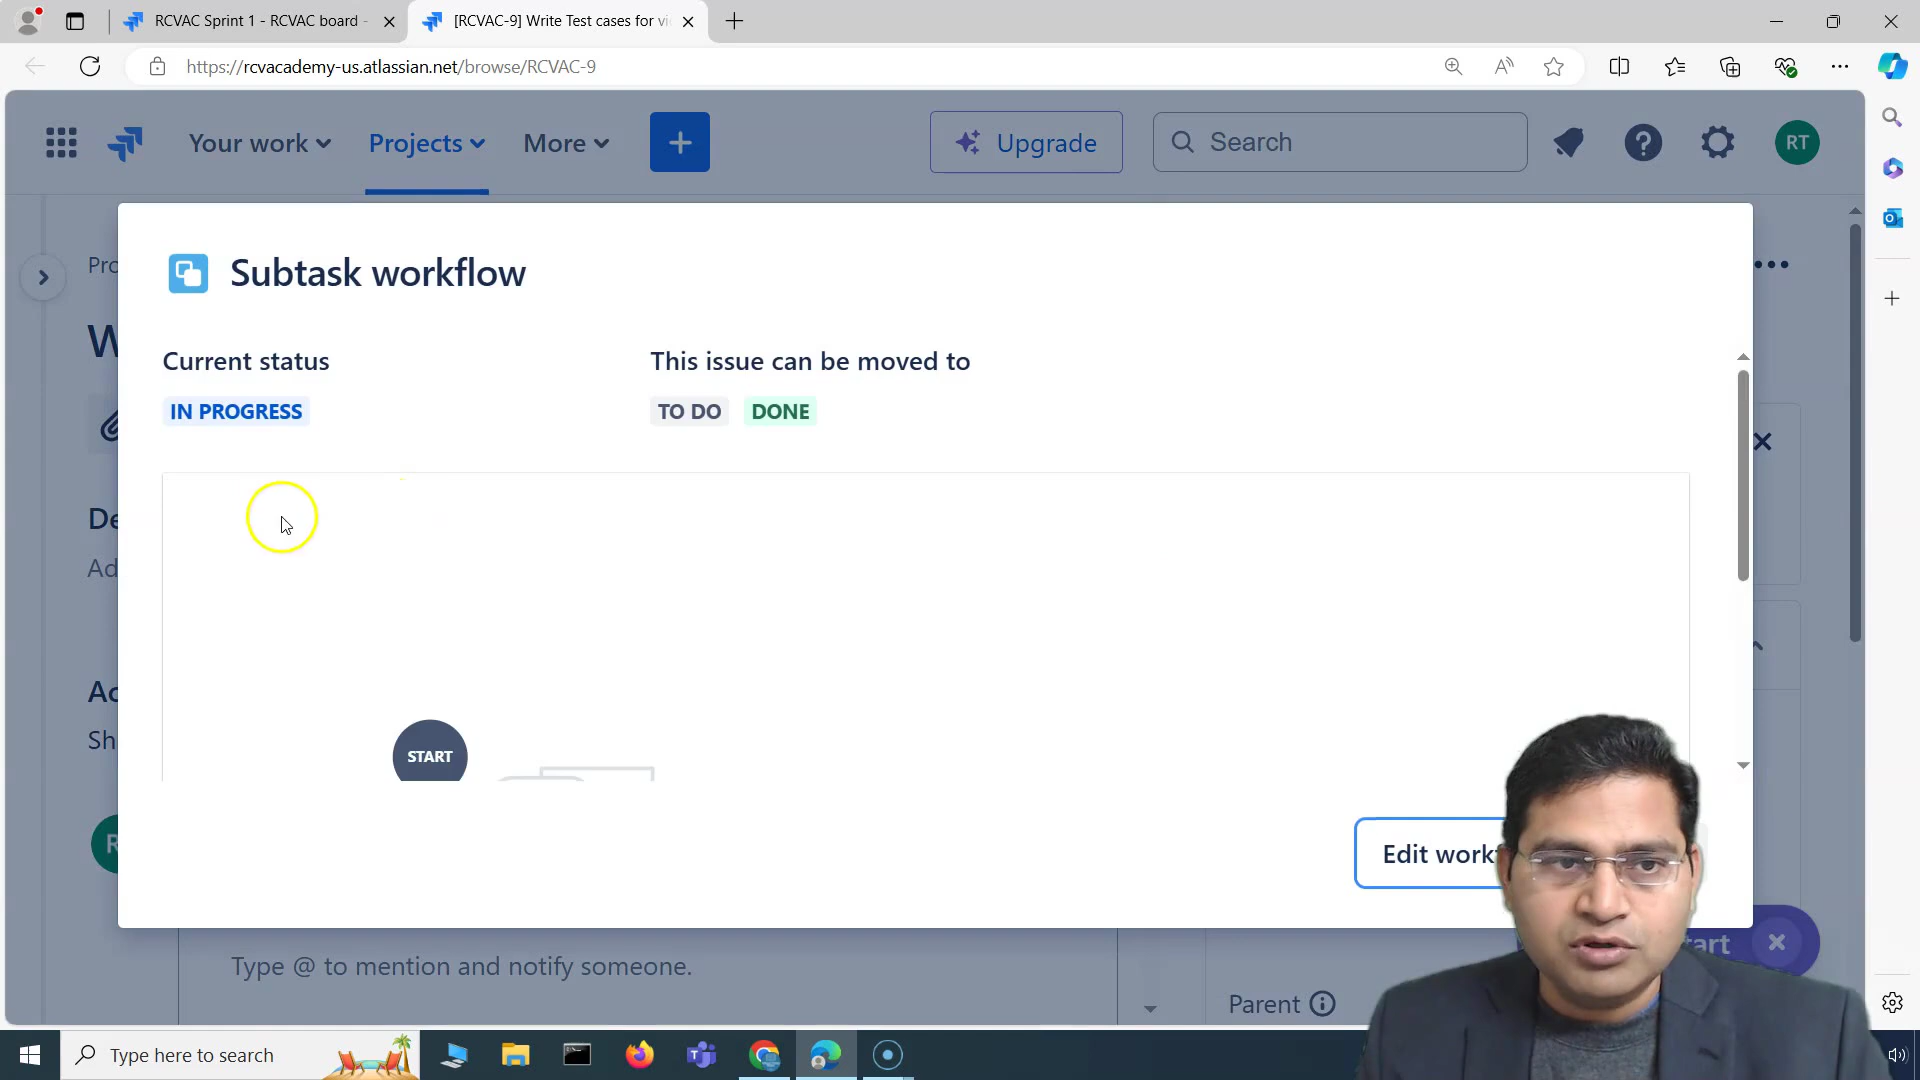 RCVAC Sprint 1 - RCVAC board -
[RCVAC-9] Write Test cases for vi
https://rcvacademy-us.atlassian.net/browse/RCVAC-9
Your work
Projects
More
Upgrade
Search
RT
Pro
W
Subtask workflow
Current status
This issue can be moved to
IN PROGRESS
TO DO
DONE
De
Ad
Ac
Sh
START
R
Edit workf
tart
Type @ to mention and notify someone.
Parent
Type here to search